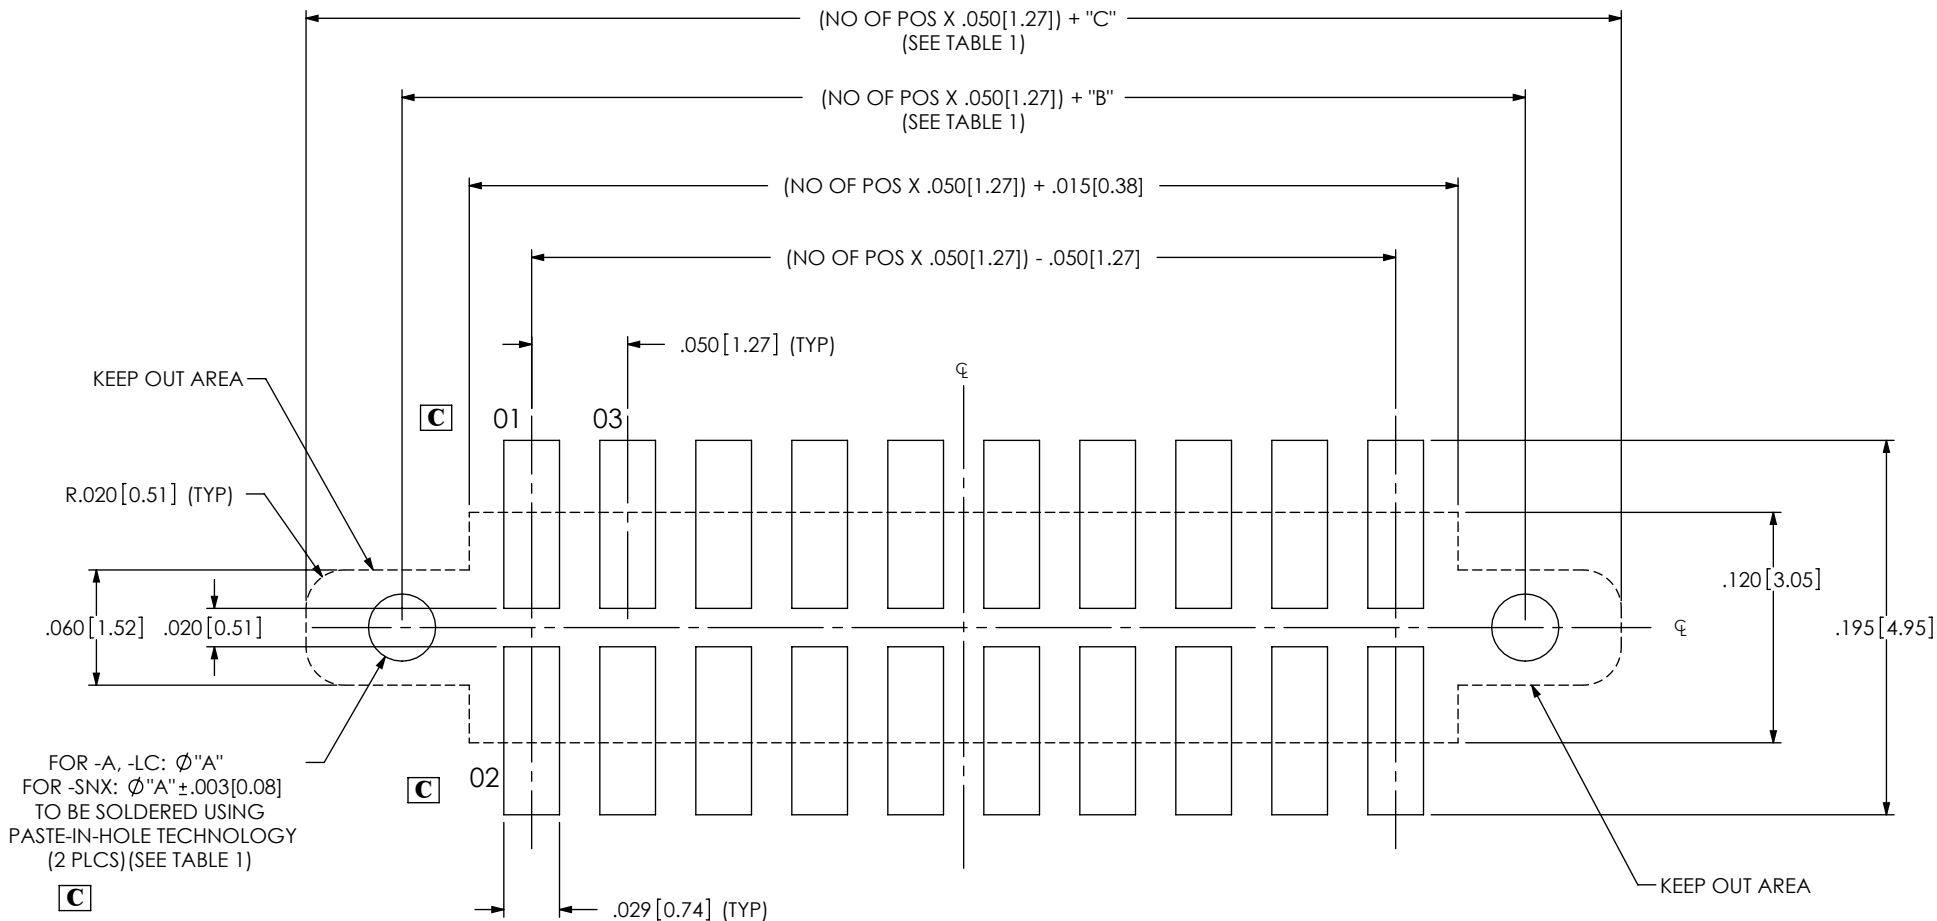 (NO OF POS X .050[1.27]) + "C"
(SEE TABLE 1)
(NO OF POS X .050[1.27]) + "B"
(SEE TABLE 1)
(NO OF POS X .050[1.27]) + .015[0.38]
(NO OF POS X .050[1.27]) - .050[1.27]
.050[1.27] (TYP)
℄
KEEP OUT AREA
C
01
03
R.020[0.51] (TYP)
.120[3.05]
.060[1.52]
.020[0.51]
℄
.195[4.95]
FOR -A, -LC: Ø"A"
FOR -SNX: Ø"A"±.003[0.08]
TO BE SOLDERED USING
PASTE-IN-HOLE TECHNOLOGY
(2 PLCS)(SEE TABLE 1)
C
02
C
KEEP OUT AREA
.029[0.74] (TYP)